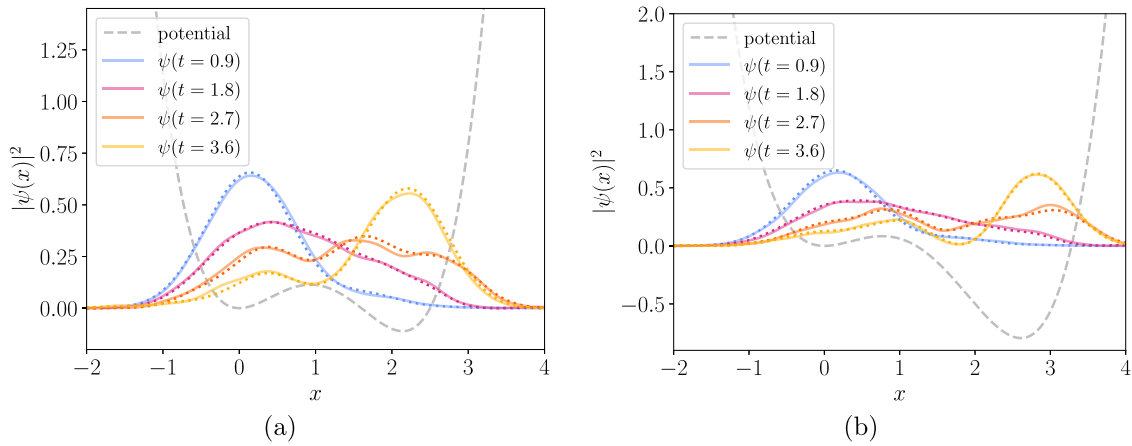 1.25
1.00
0.75
0.50
0.25
0.00
|ψ(x)|²
potential
ψ(t = 0.9)
ψ(t = 1.8)
ψ(t = 2.7)
ψ(t = 3.6)
−2 −1 0 1 2 3 4
x
(a)
2.0
1.5
1.0
0.5
0.0
−0.5
|ψ(x)|²
potential
ψ(t = 0.9)
ψ(t = 1.8)
ψ(t = 2.7)
ψ(t = 3.6)
−2 −1 0 1 2 3 4
x
(b)